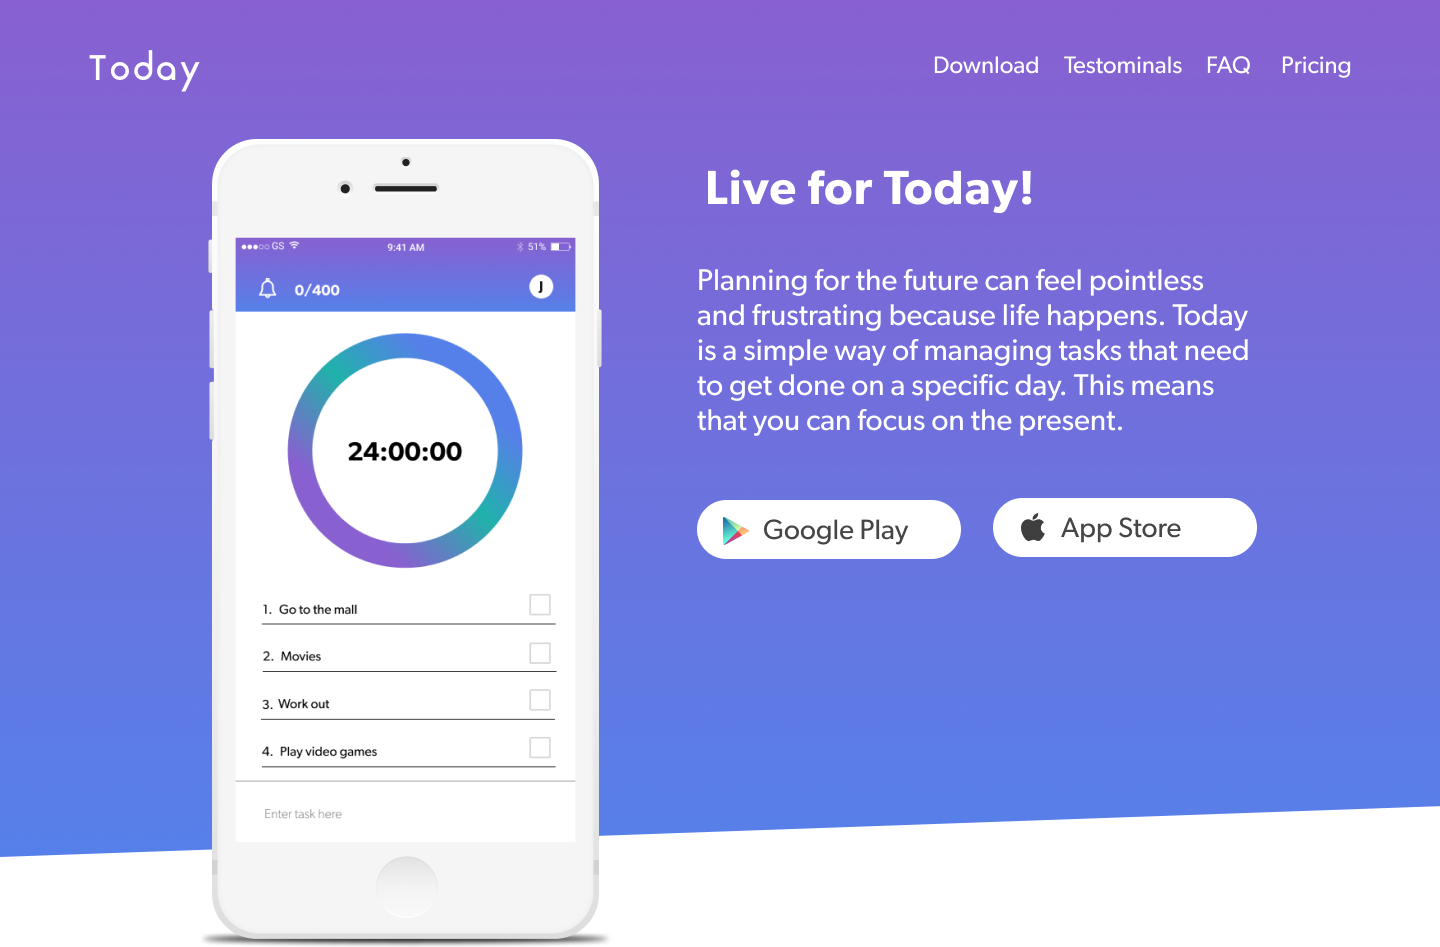 Today
Download Testominals FAQ Pricing
Live for Today!
Planning for the future can feel pointless
and frustrating because life happens. Today
is a simple way of managing tasks that need
to get done on a specific day. This means
that you can focus on the present.
Google Play
App Store
GS 9:41 AM 51%
0/400 J
24:00:00
1. Go to the mall
2. Movies
3. Work out
4. Play video games
Enter task here